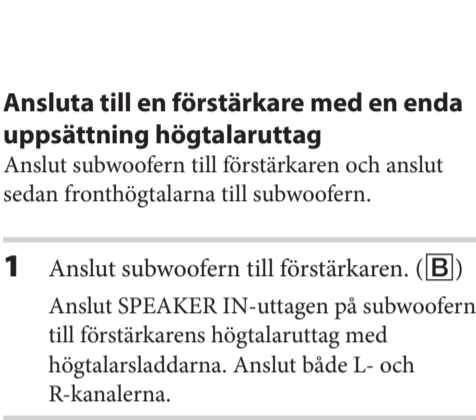 Ansluta till en förstärkare med en enda
uppsättning högtalaruttag
Anslut subwoofern till förstärkaren och anslut
sedan fronthögtalarna till subwoofern.
1 Anslut subwoofern till förstärkaren. (B)
Anslut SPEAKER IN-uttagen på subwoofern
till förstärkarens högtalaruttag med
högtalarsladdarna. Anslut både L- och
R-kanalerna.